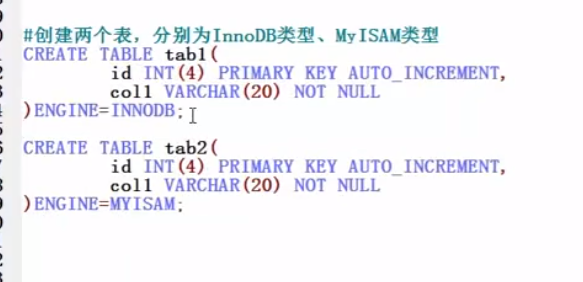 #创建两个表，分别为InnoDB类型、MyISAM类型
CREATE TABLE tab1(
id INT(4) PRIMARY KEY AUTO_INCREMENT,
col1 VARCHAR(20) NOT NULL
)ENGINE=INNODB;
CREATE TABLE tab2(
id INT(4) PRIMARY KEY AUTO_INCREMENT,
col1 VARCHAR(20) NOT NULL
)ENGINE=MYISAM;